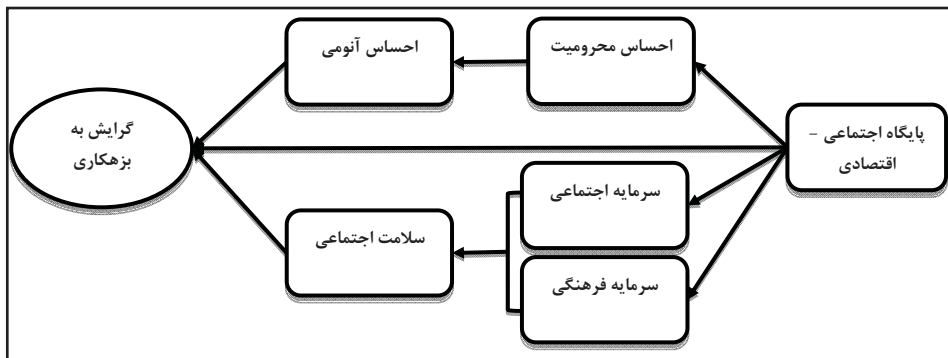 احساس محرومیت
احساس آنومی
پایگاه اجتماعی –
اقتصادی
گرایش به
بزهکاری
سرمایه اجتماعی
سلامت اجتماعی
سرمایه فرهنگی